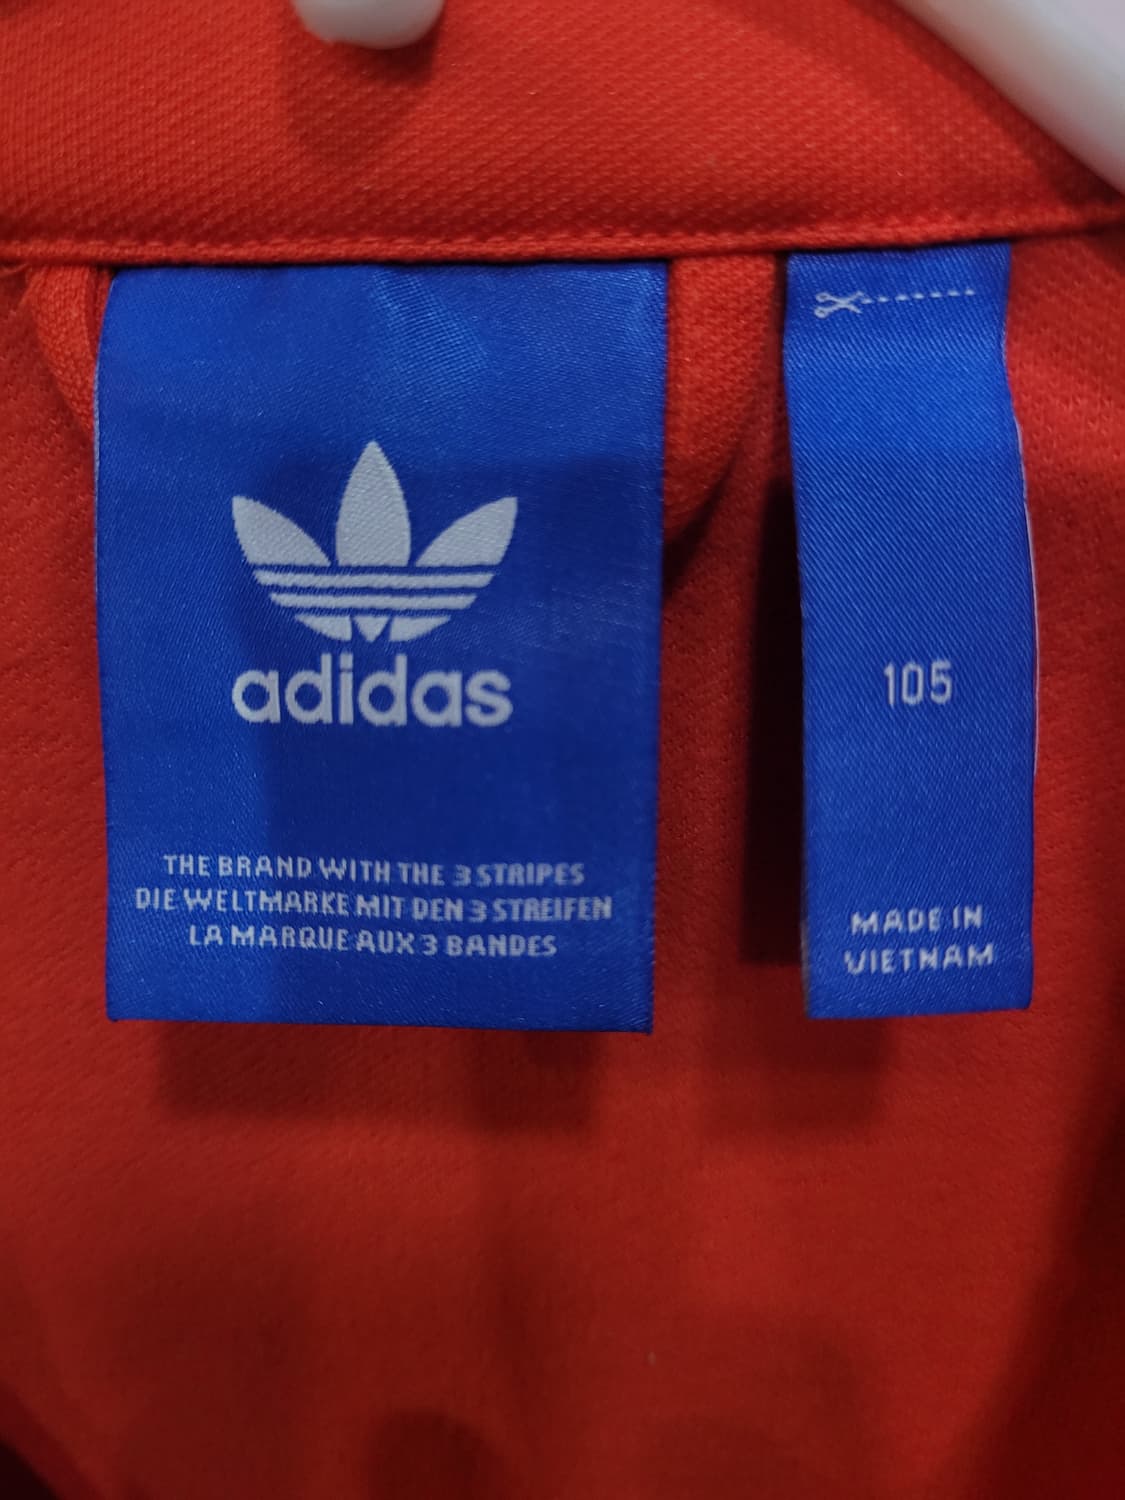 adidas
THE BRAND WITH THE 3 STRIPES
DIE WELTMARKE MIT DEN 3 STREIFEN
LA MARQUE AUX 3 BANDES
105
MADE IN
VIETNAM